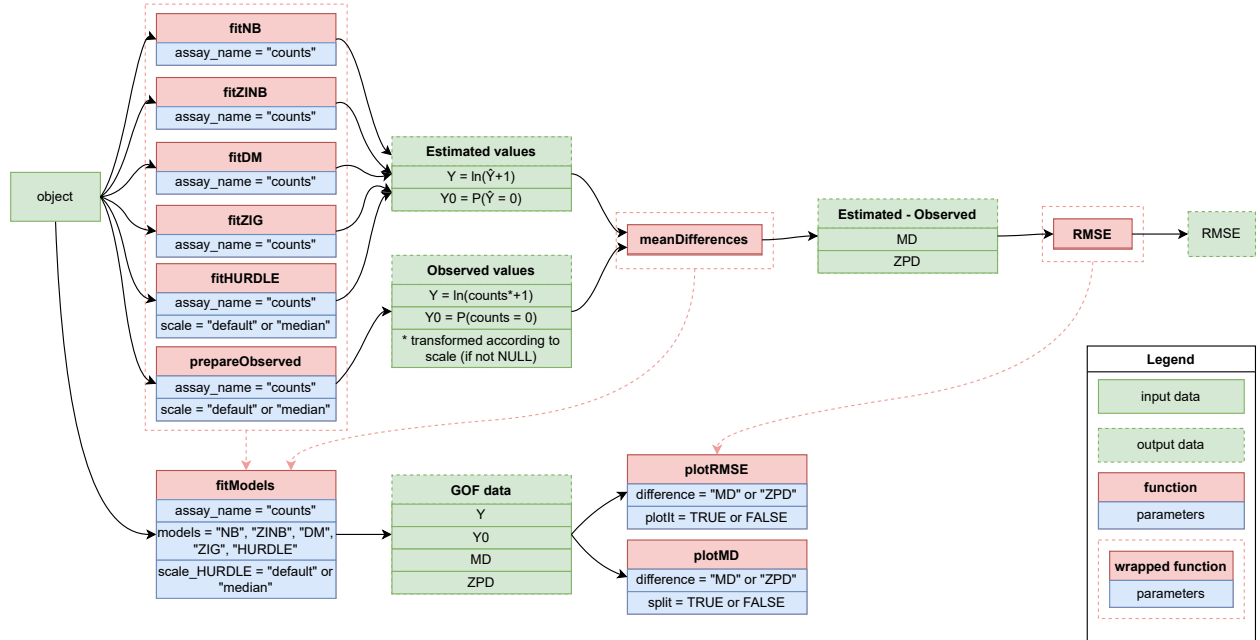 object
fitNB
assay_name = "counts"
fitZINB
assay_name = "counts"
fitDM
assay_name = "counts"
fitZIG
assay_name = "counts"
fitHURDLE
assay_name = "counts"
scale = "default" or "median"
prepareObserved
assay_name = "counts"
scale = "default" or "median"
Estimated values
Y = ln(Ŷ+1)
Y0 = P(Ŷ = 0)
Observed values
Y = ln(counts*+1)
Y0 = P(counts = 0)
* transformed according to
scale (if not NULL)
meanDifferences
Estimated - Observed
MD
ZPD
RMSE
RMSE
fitModels
assay_name = "counts"
models = "NB", "ZINB", "DM",
"ZIG", "HURDLE"
scale_HURDLE = "default" or
"median"
GOF data
Y
Y0
MD
ZPD
plotRMSE
difference = "MD" or "ZPD"
plotIt = TRUE or FALSE
plotMD
difference = "MD" or "ZPD"
split = TRUE or FALSE
Legend
input data
output data
function
parameters
wrapped function
parameters